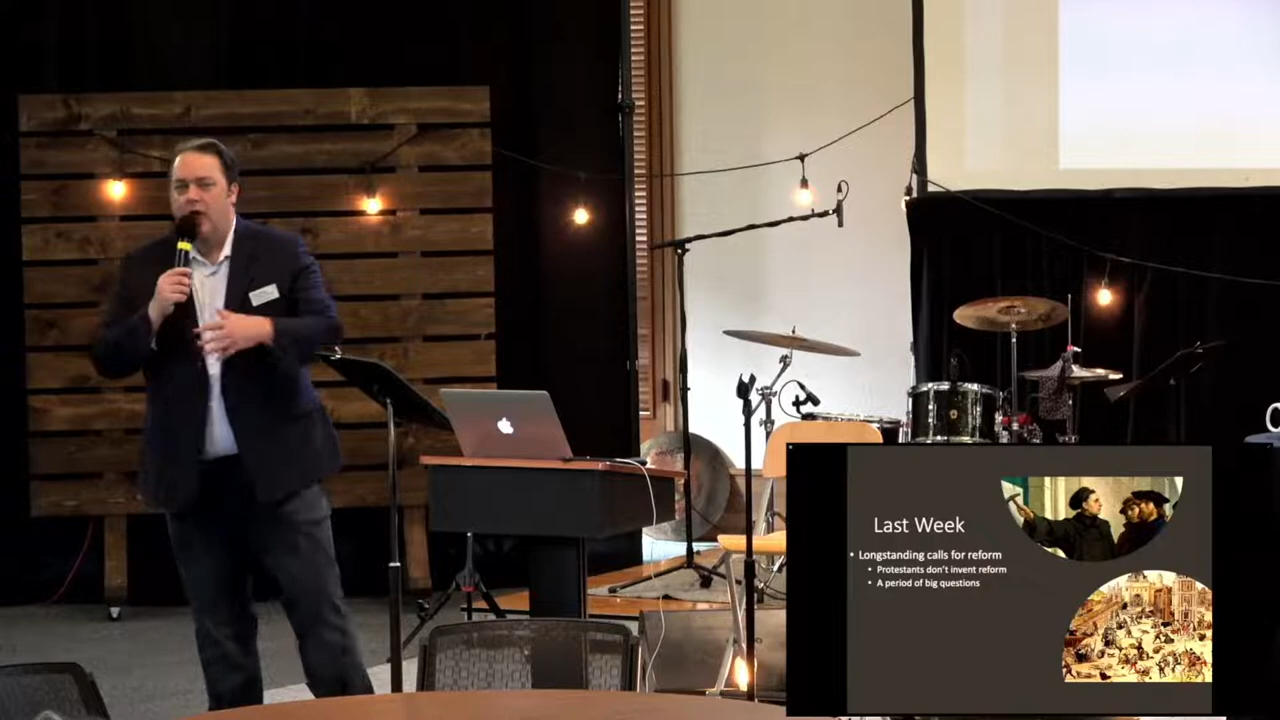 Last Week
• Longstanding calls for reform
• Protestants don't invent reform
• A period of big questions